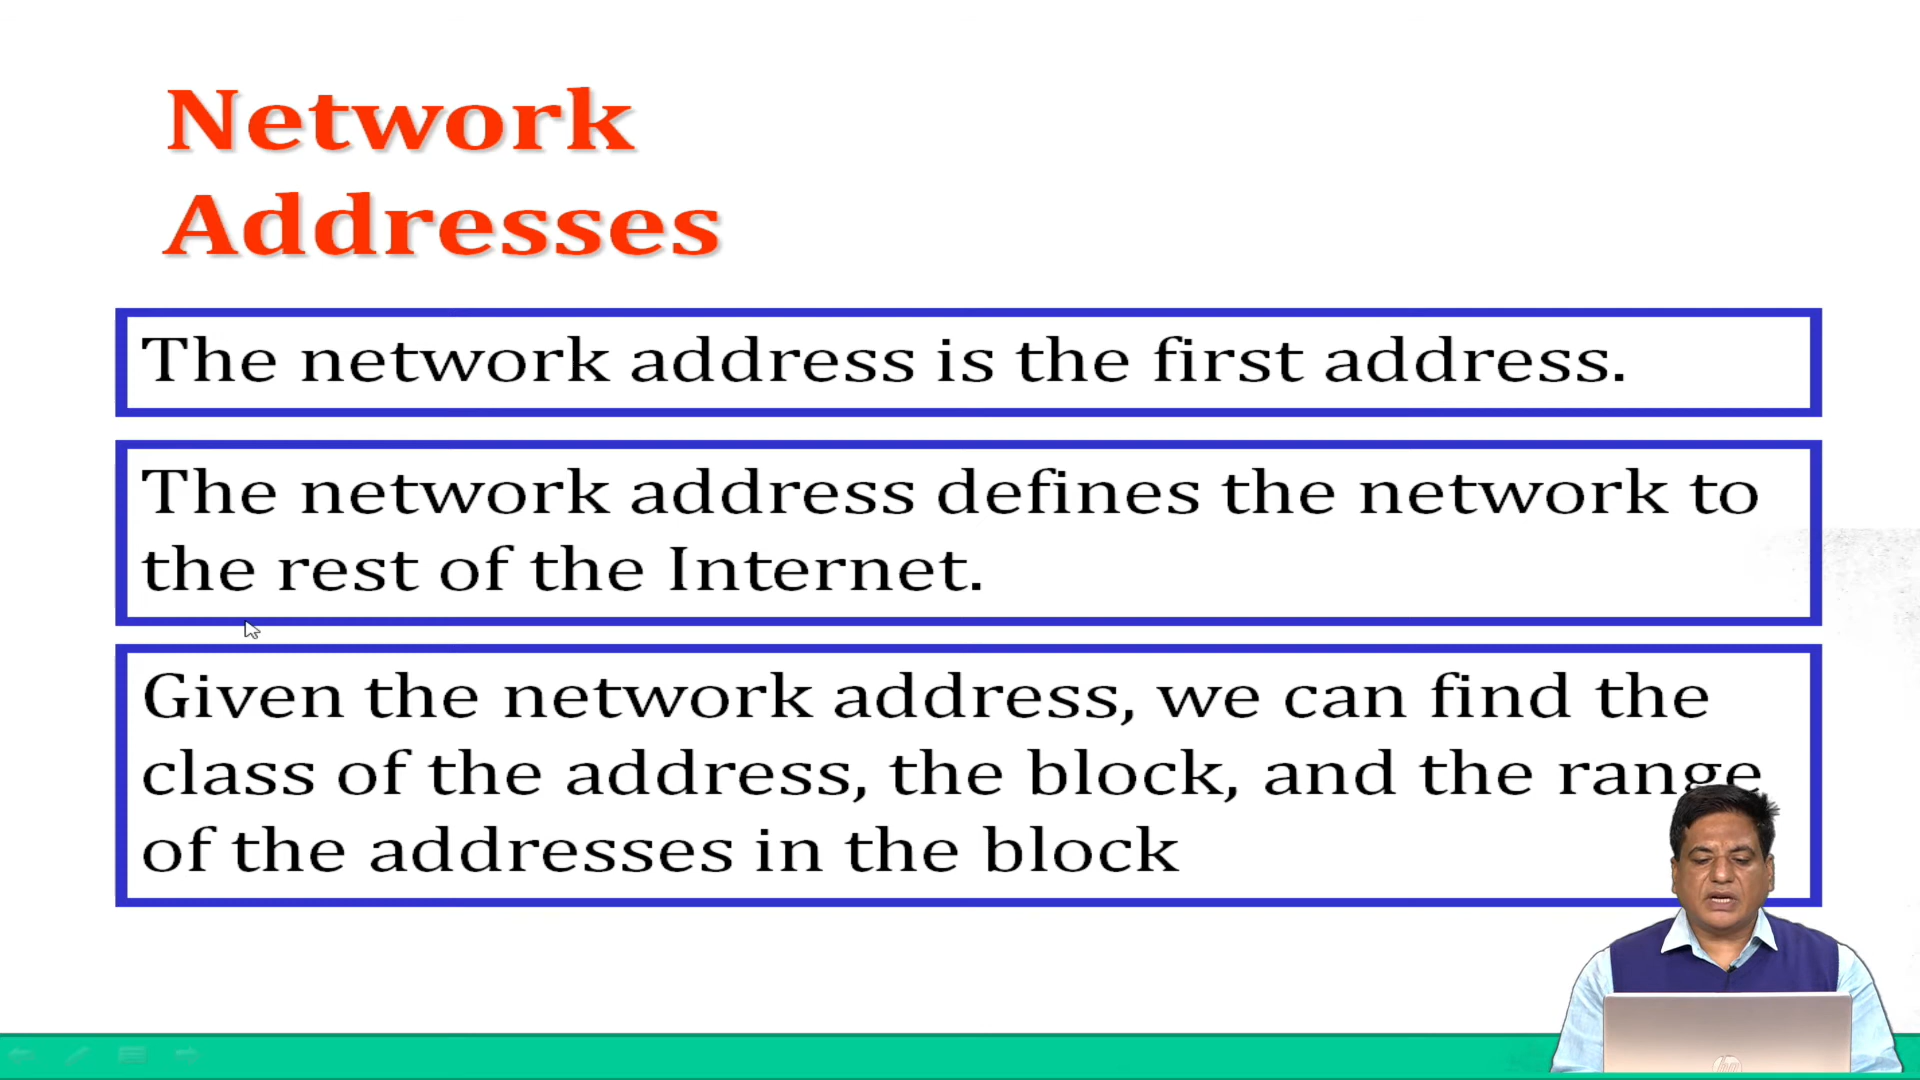 Network
Addresses
The network address is the first address.
The network address defines the network to
the rest of the Internet.
Given the network address, we can find the
class of the address, the block, and the range
of the addresses in the block
hp